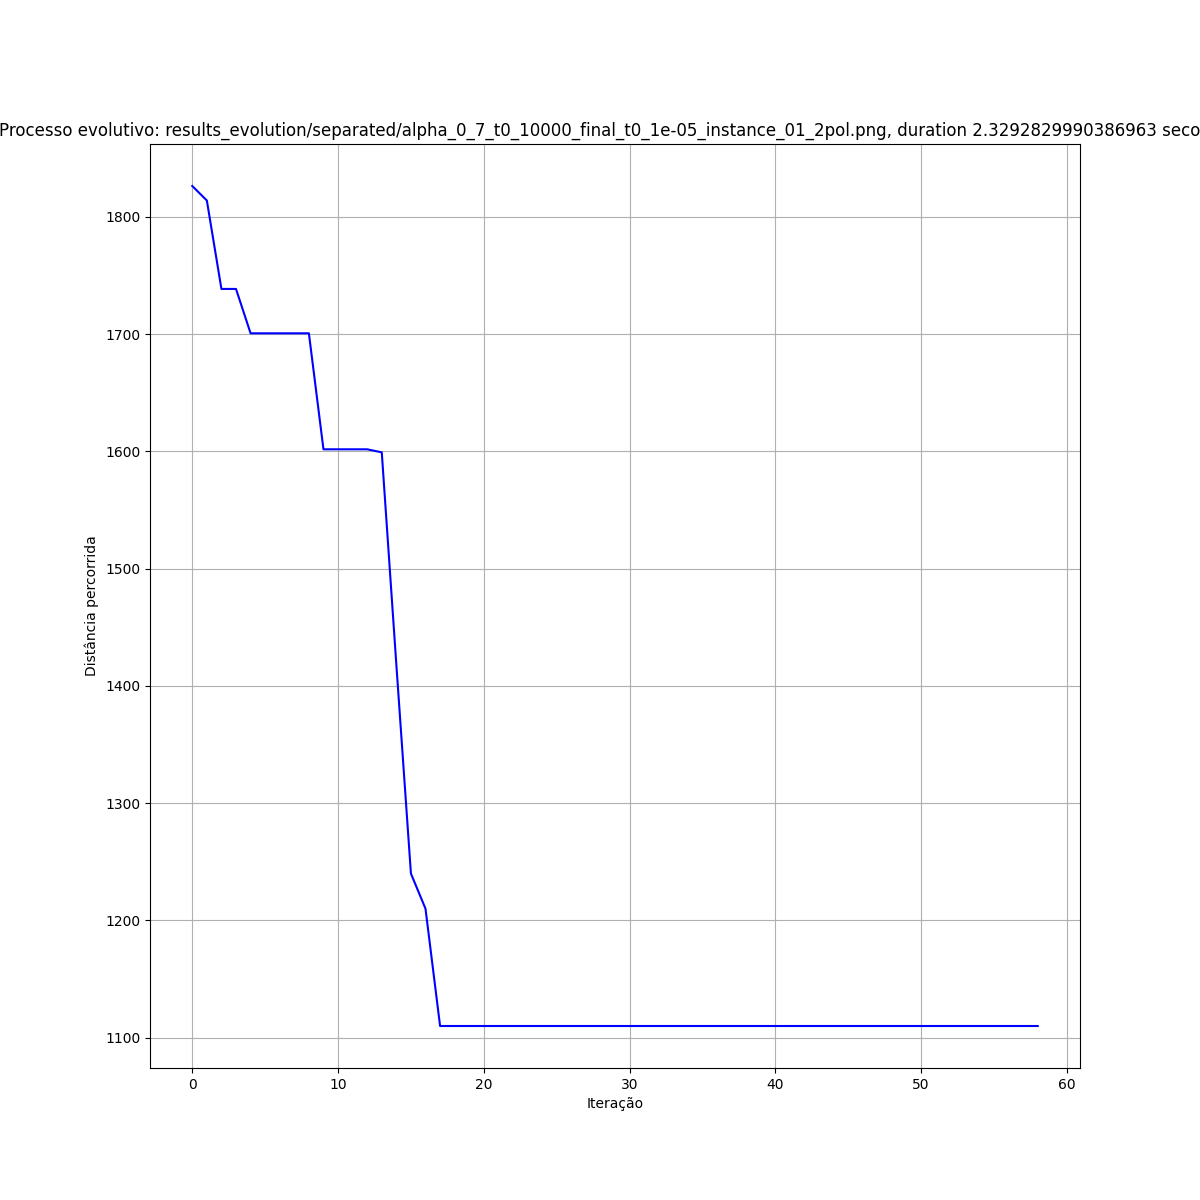 Processo evolutivo: results_evolution/separated/alpha_0_7_t0_10000_final_t0_1e-05_instance_01_2pol.png, duration 2.3292829990386963 seco
1800
1700
1600
1500
1400
1300
1200
1100
Distância percorrida
0 10 20 30 40 50 60
Iteração